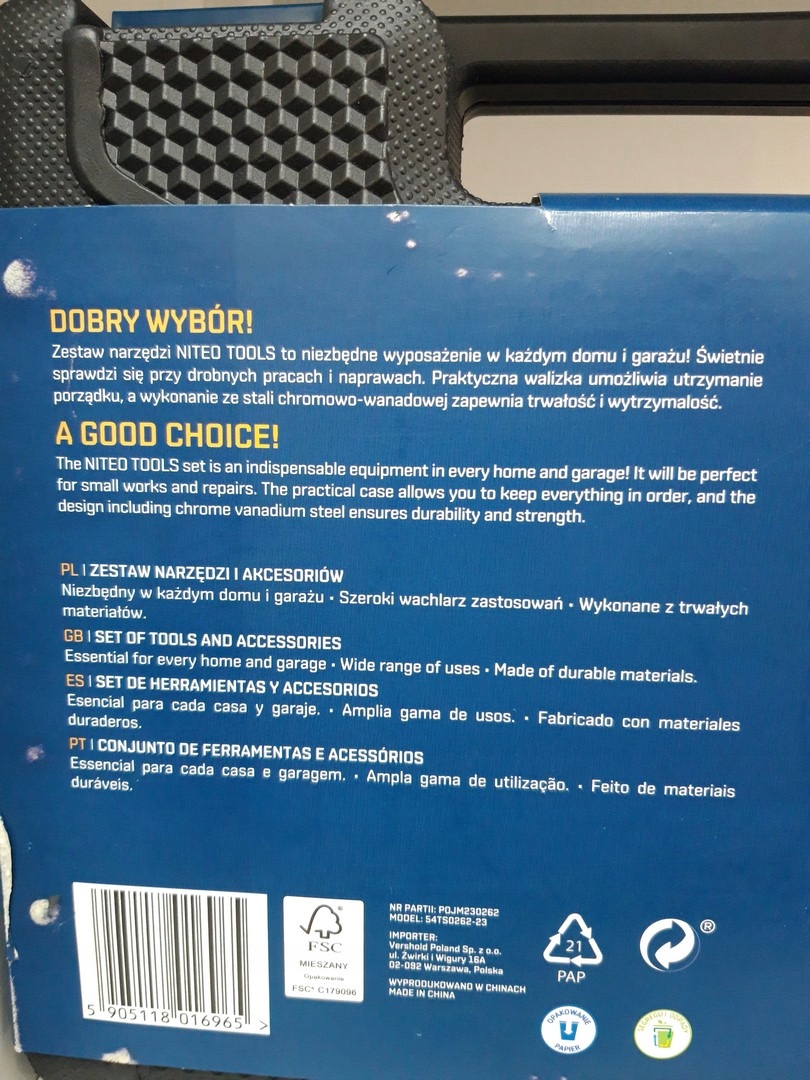 DOBRY WYBÓR!
Zestaw narzędzi NITEO TOOLS to niezbędne wyposażenie w każdym domu i garażu! Świetnie
sprawdzi się przy drobnych pracach i naprawach. Praktyczna walizka umożliwia utrzymanie
porządku, a wykonanie ze stali chromowo-wanadowej zapewnia trwałość i wytrzymałość.
A GOOD CHOICE!
The NITEO TOOLS set is an indispensable equipment in every home and garage! It will be perfect
for small works and repairs. The practical case allows you to keep everything in order, and the
design including chrome vanadium steel ensures durability and strength.
PL | ZESTAW NARZĘDZI I AKCESORIÓW
Niezbędny w każdym domu i garażu • Szeroki wachlarz zastosowań • Wykonane z trwałych
materiałów.
GB | SET OF TOOLS AND ACCESSORIES
Essential for every home and garage • Wide range of uses • Made of durable materials.
ES | SET DE HERRAMIENTAS Y ACCESORIOS
Esencial para cada casa y garaje. • Amplia gama de usos. • Fabricado con materiales
duraderos.
PT | CONJUNTO DE FERRAMENTAS E ACESSÓRIOS
Essencial para cada casa e garagem. • Ampla gama de utilização. • Feito de materiais
duráveis.
5 905118 016965 >
FSC
MIESZANY
Opakowanie
FSC® C179096
NR PARTII: POJM230262
MODEL: 54TS0262-23
IMPORTER:
Vershold Poland Sp. z o.o.
ul. Żwirki i Wigury 16A
02-092 Warszawa, Polska
WYPRODUKOWANO W CHINACH
MADE IN CHINA
21
PAP
®
OPAKOWANIE
PAPIER
SEGREGUJ ODPADY